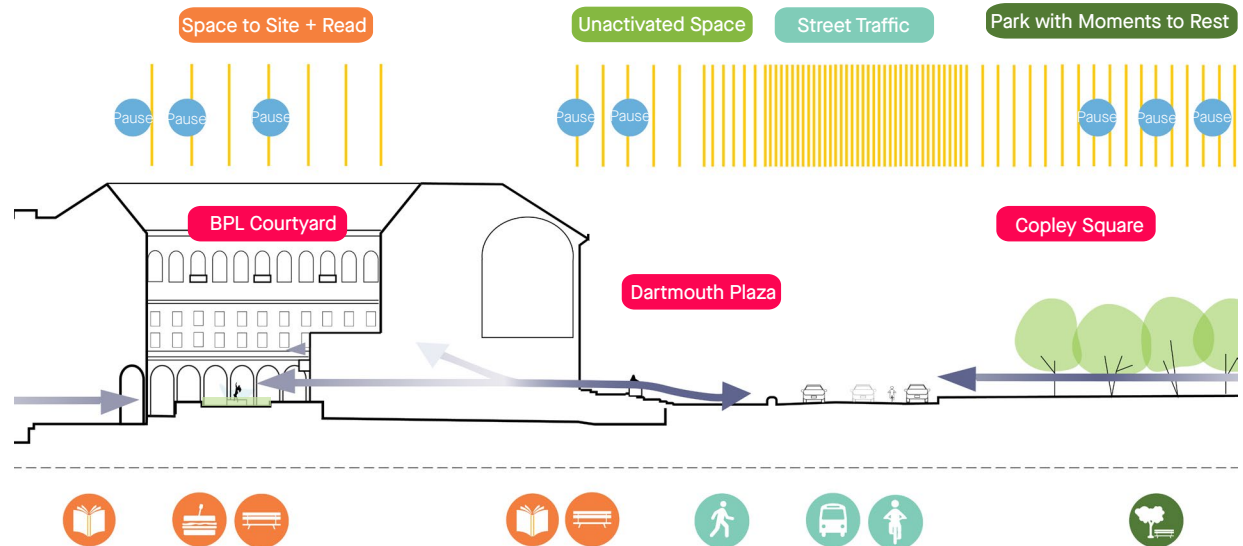 Space to Site + Read
Unactivated Space
Street Traffic
Park with Moments to Rest
Pause
Pause
Pause
Pause
Pause
Pause
Pause
Pause
BPL Courtyard
Copley Square
Dartmouth Plaza